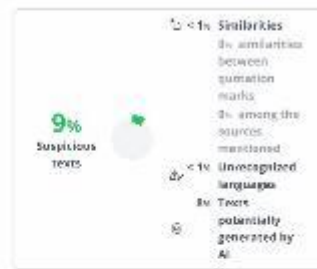 9%
Suspicious
texts
< 1% Similarities
0% similarities
between
quotation
marks
0% among the
sources
mentioned
< 1% Unrecognized
languages
8% Texts
potentially
generated by
AI